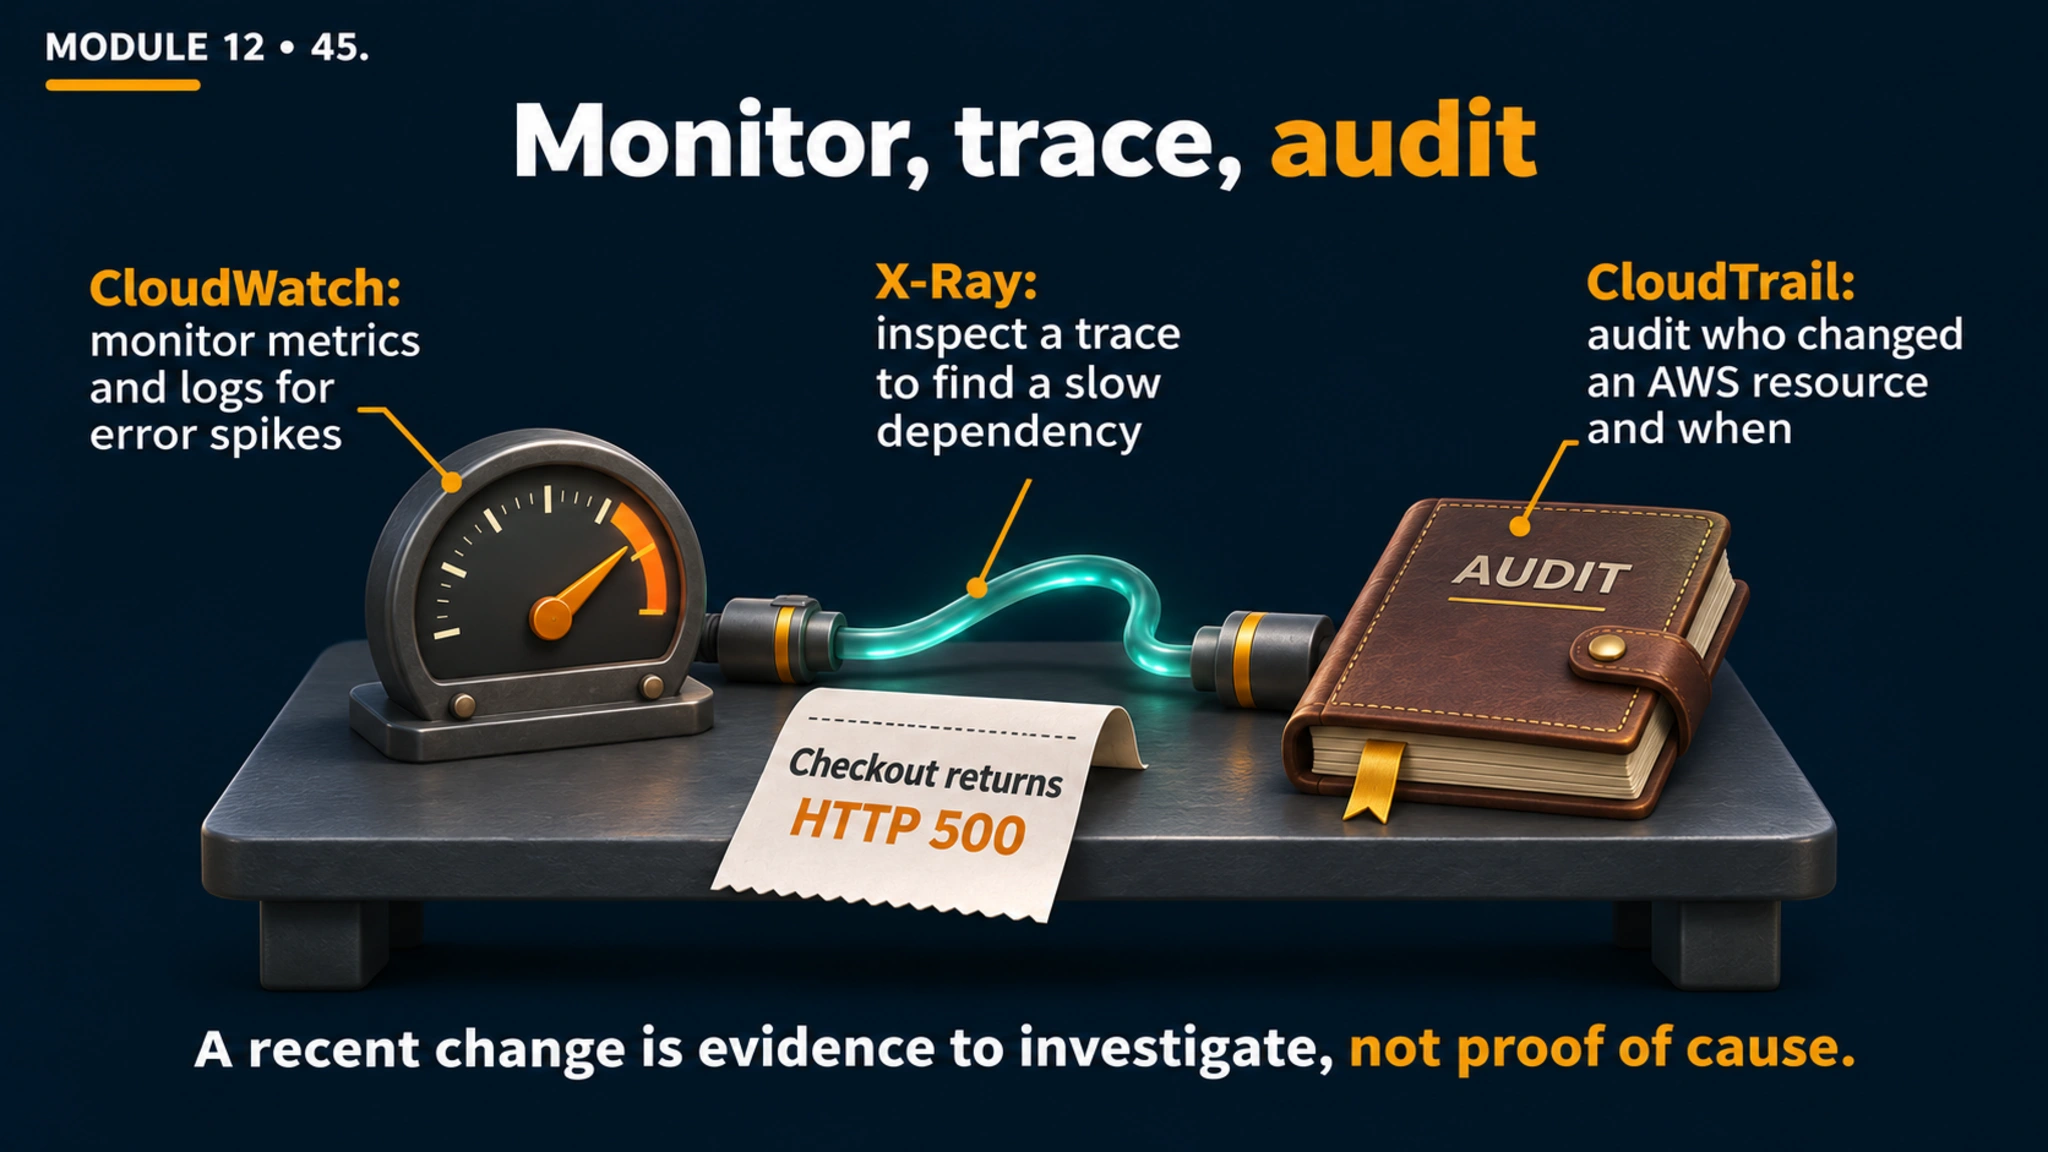 MODULE 12 • 45.
Monitor, trace, audit
CloudWatch:
monitor metrics
and logs for
error spikes
X-Ray:
inspect a trace
to find a slow
dependency
CloudTrail:
audit who changed
an AWS resource
and when
AUDIT
Checkout returns
HTTP 500
A recent change is evidence to investigate, not proof of cause.